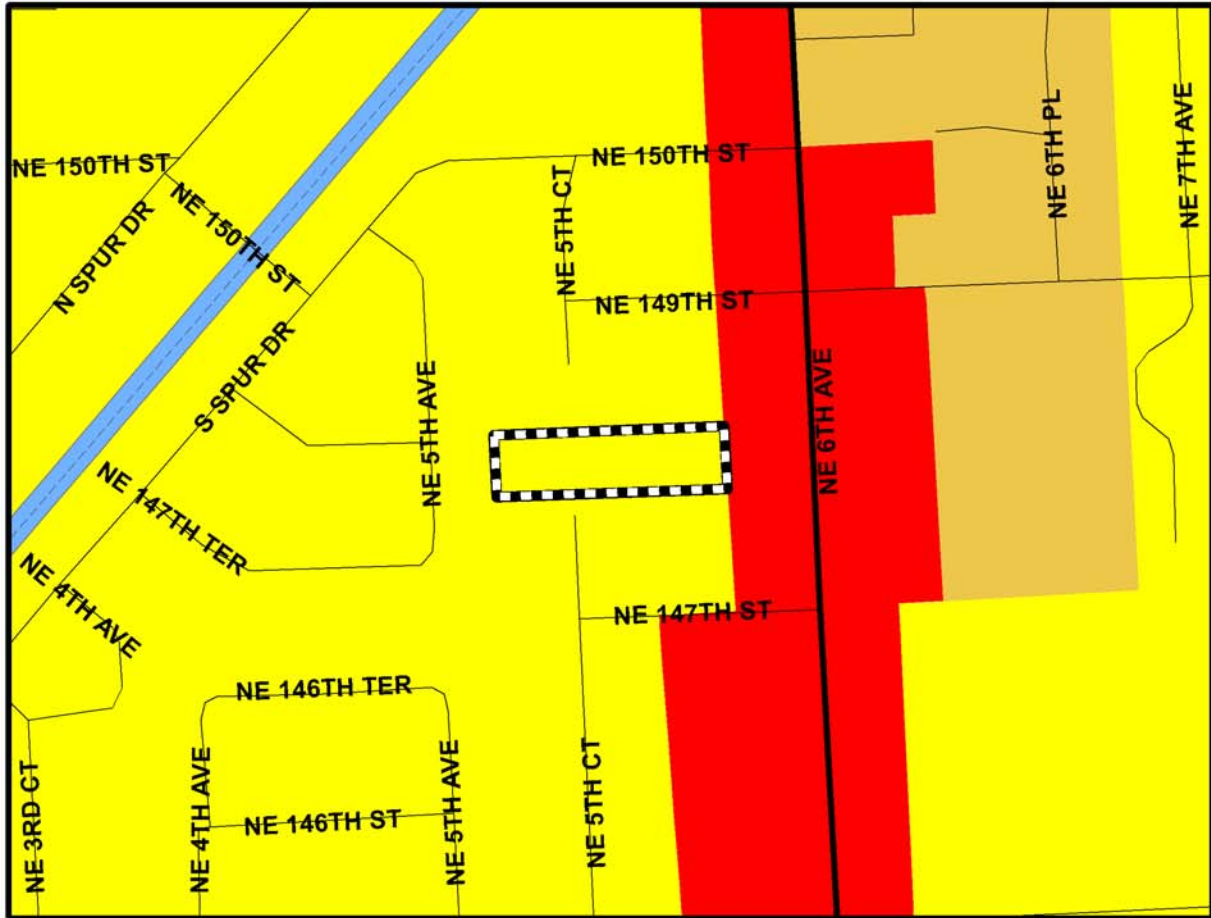 NE 150TH ST
NE 150TH ST
NE 150TH ST
N SPUR DR
S SPUR DR
NE 5TH CT
NE 6TH PL
NE 7TH AVE
NE 149TH ST
NE 5TH AVE
NE 6TH AVE
NE 147TH TER
NE 4TH AVE
NE 147TH ST
NE 146TH TER
NE 146TH ST
NE 3RD CT
NE 4TH AVE
NE 5TH AVE
NE 5TH CT